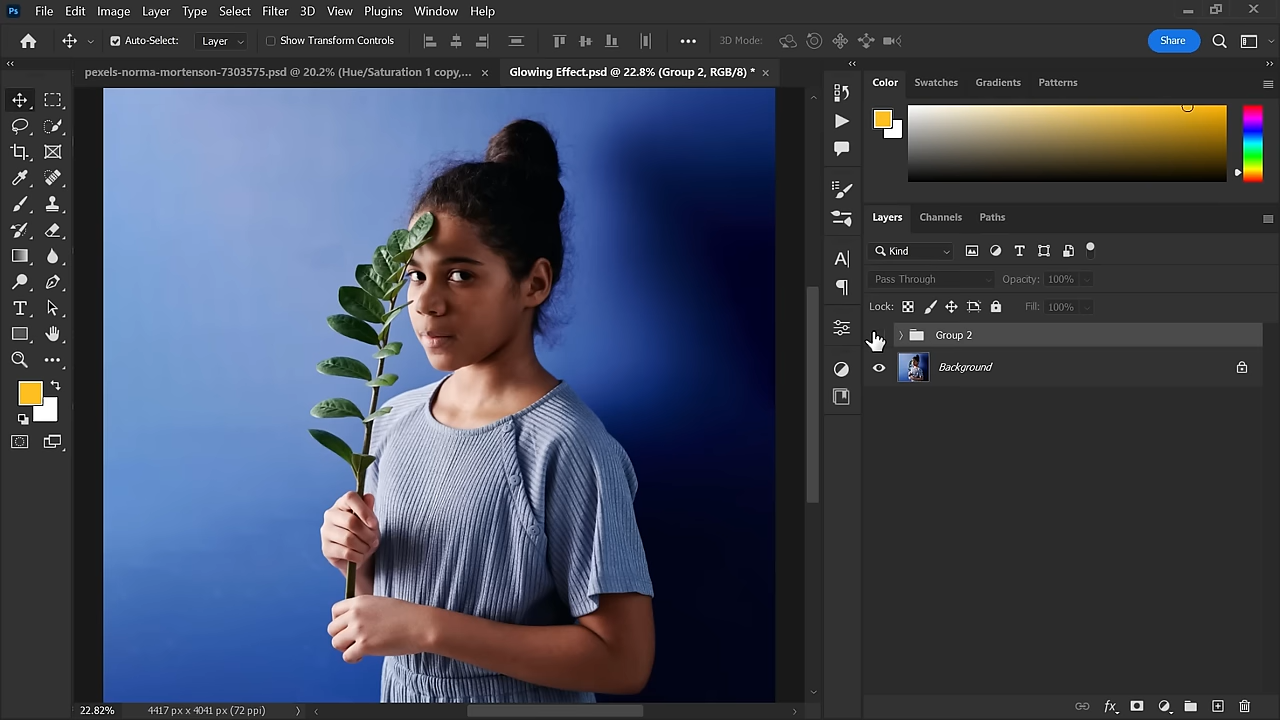 Ps File Edit Image Layer Type Select Filter 3D View Plugins Window Help
Auto-Select: Layer Show Transform Controls 3D Mode: Share
pexels-norma-mortenson-7303575.psd @ 20.2% (Hue/Saturation 1 copy,... Glowing Effect.psd @ 22.8% (Group 2, RGB/8) *
Color Swatches Gradients Patterns
Layers Channels Paths
Kind
Pass Through Opacity: 100%
Lock: Fill: 100%
Group 2
Background
22.82% 4417 px x 4041 px (72 ppi)